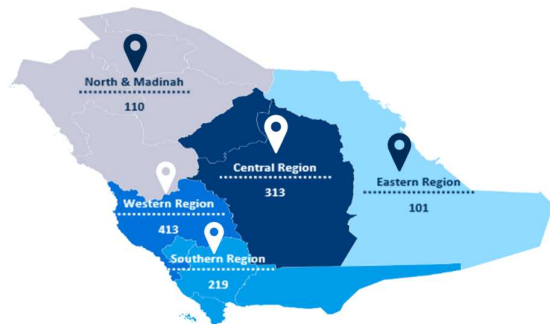 North & Madinah
110
Central Region
313
Eastern Region
101
Western Region
413
Southern Region
219